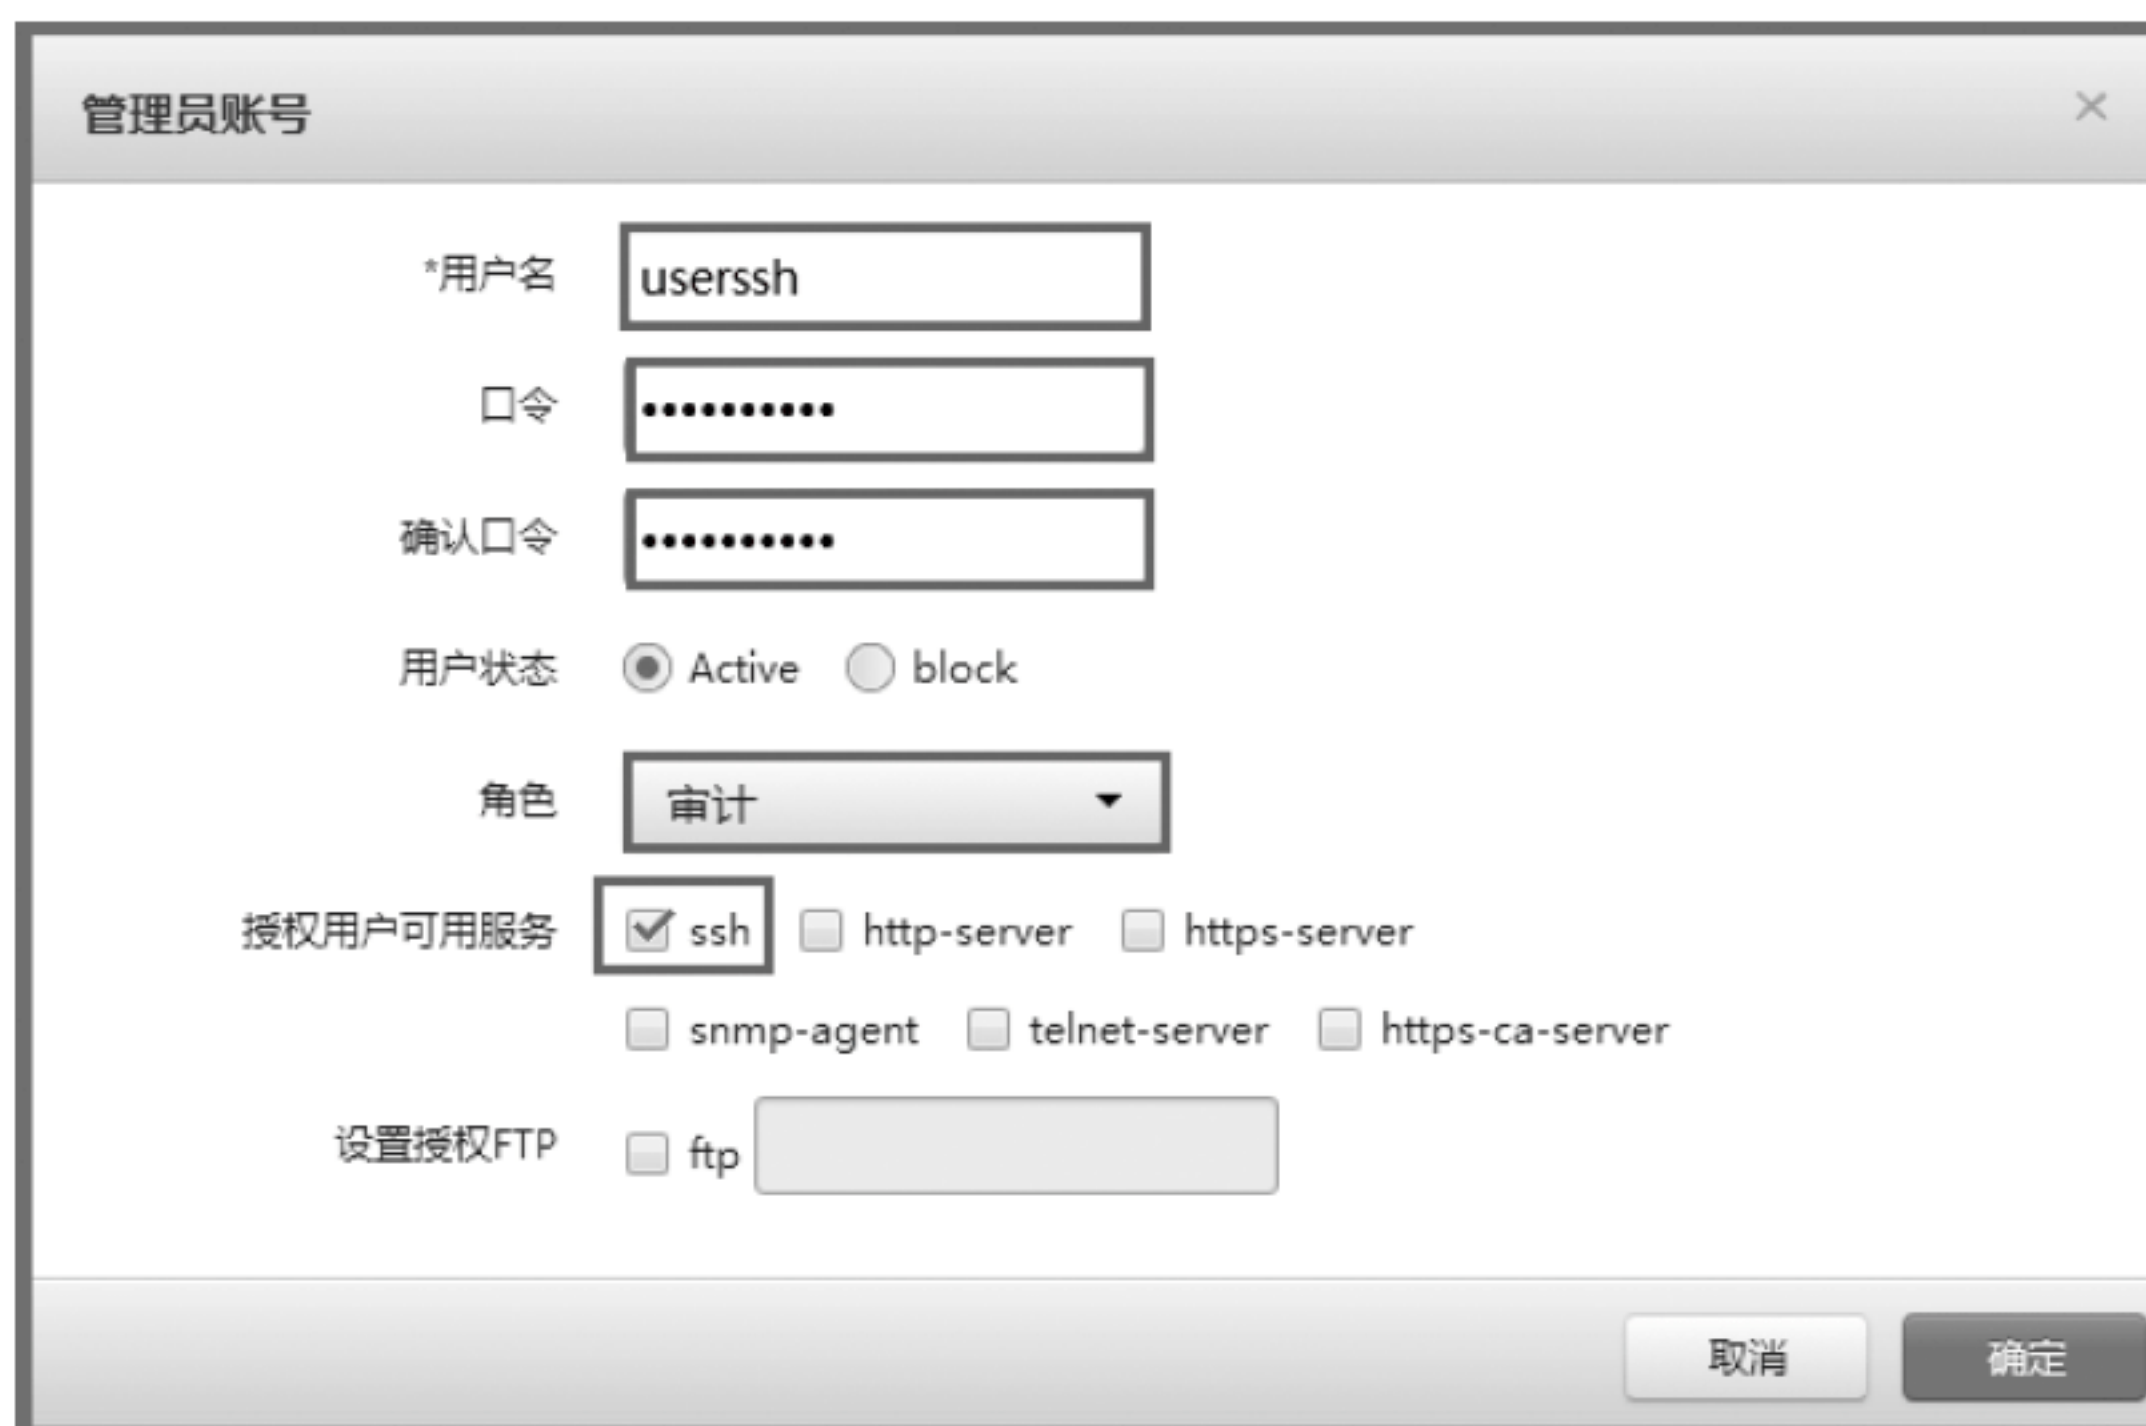 管理员账号 ×
*用户名 userssh
口令 ••••••••••
确认口令 ••••••••••
用户状态 Active block
角色 审计
授权用户可用服务 ssh http-server https-server
snmp-agent telnet-server https-ca-server
设置授权FTP ftp
取消 确定